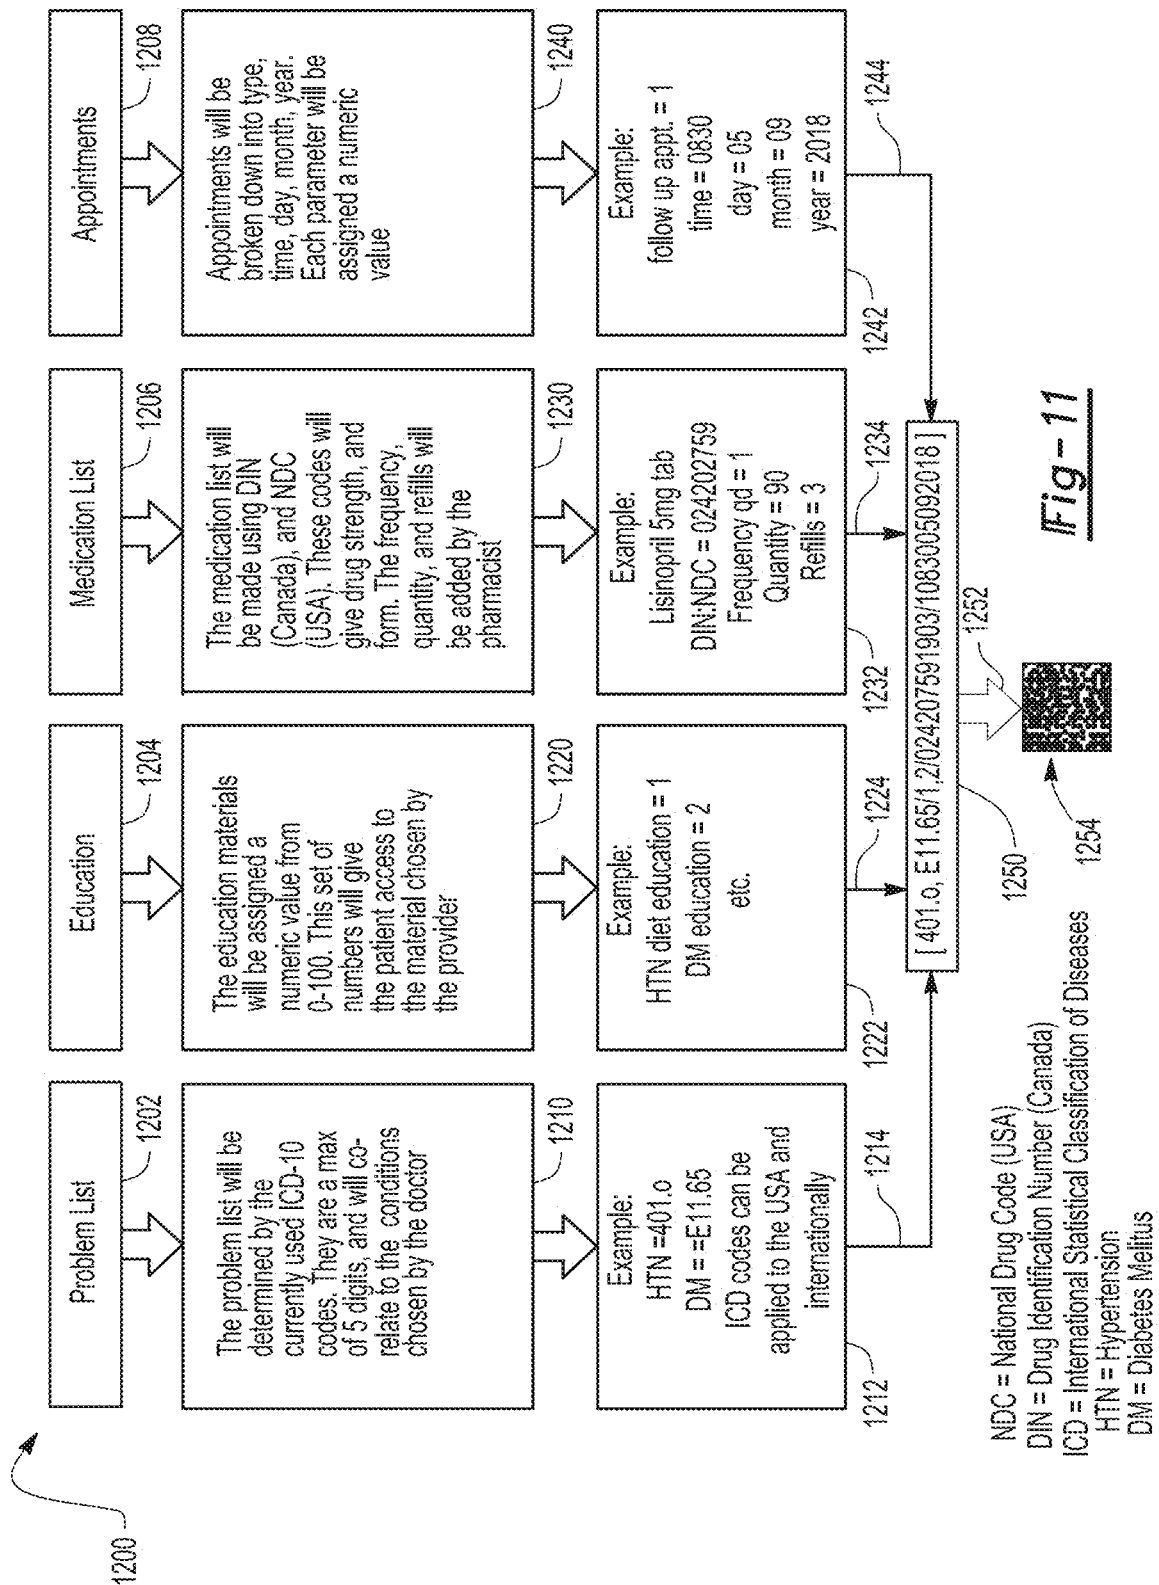 1200
Problem List
1202
The problem list will be
determined by the
currently used ICD-10
codes. They are a max
of 5 digits, and will co-
relate to the conditions
chosen by the doctor
1210
Example:
HTN =401.o
DM ==E11.65
ICD codes can be
applied to the USA and
internationally
1212
1214
Education
1204
The education materials
will be assigned a
numeric value from
0-100. This set of
numbers will give
the patient access to
the material chosen by
the provider
1220
Example:
HTN diet education = 1
DM education = 2
etc.
1222
1224
Medication List
1206
The medication list will
be made using DIN
(Canada), and NDC
(USA). These codes will
give drug strength, and
form. The frequency,
quantity, and refills will
be added by the
pharmacist
1230
Example:
Lisinopril 5mg tab
DIN:NDC = 024202759
Frequency qd = 1
Quantity = 90
Refills = 3
1232
1234
Appointments
1208
Appointments will be
broken down into type,
time, day, month, year.
Each parameter will be
assigned a numeric
value
1240
Example:
follow up appt. = 1
time = 0830
day = 05
month = 09
year = 2018
1242
1244
[ 401.o, E11.65/1,2/0242027591903/1083005092018 ]
1250
1252
1254
NDC = National Drug Code (USA)
DIN = Drug Identification Number (Canada)
ICD = International Statistical Classification of Diseases
HTN = Hypertension
DM = Diabetes Melitus
Fig-11